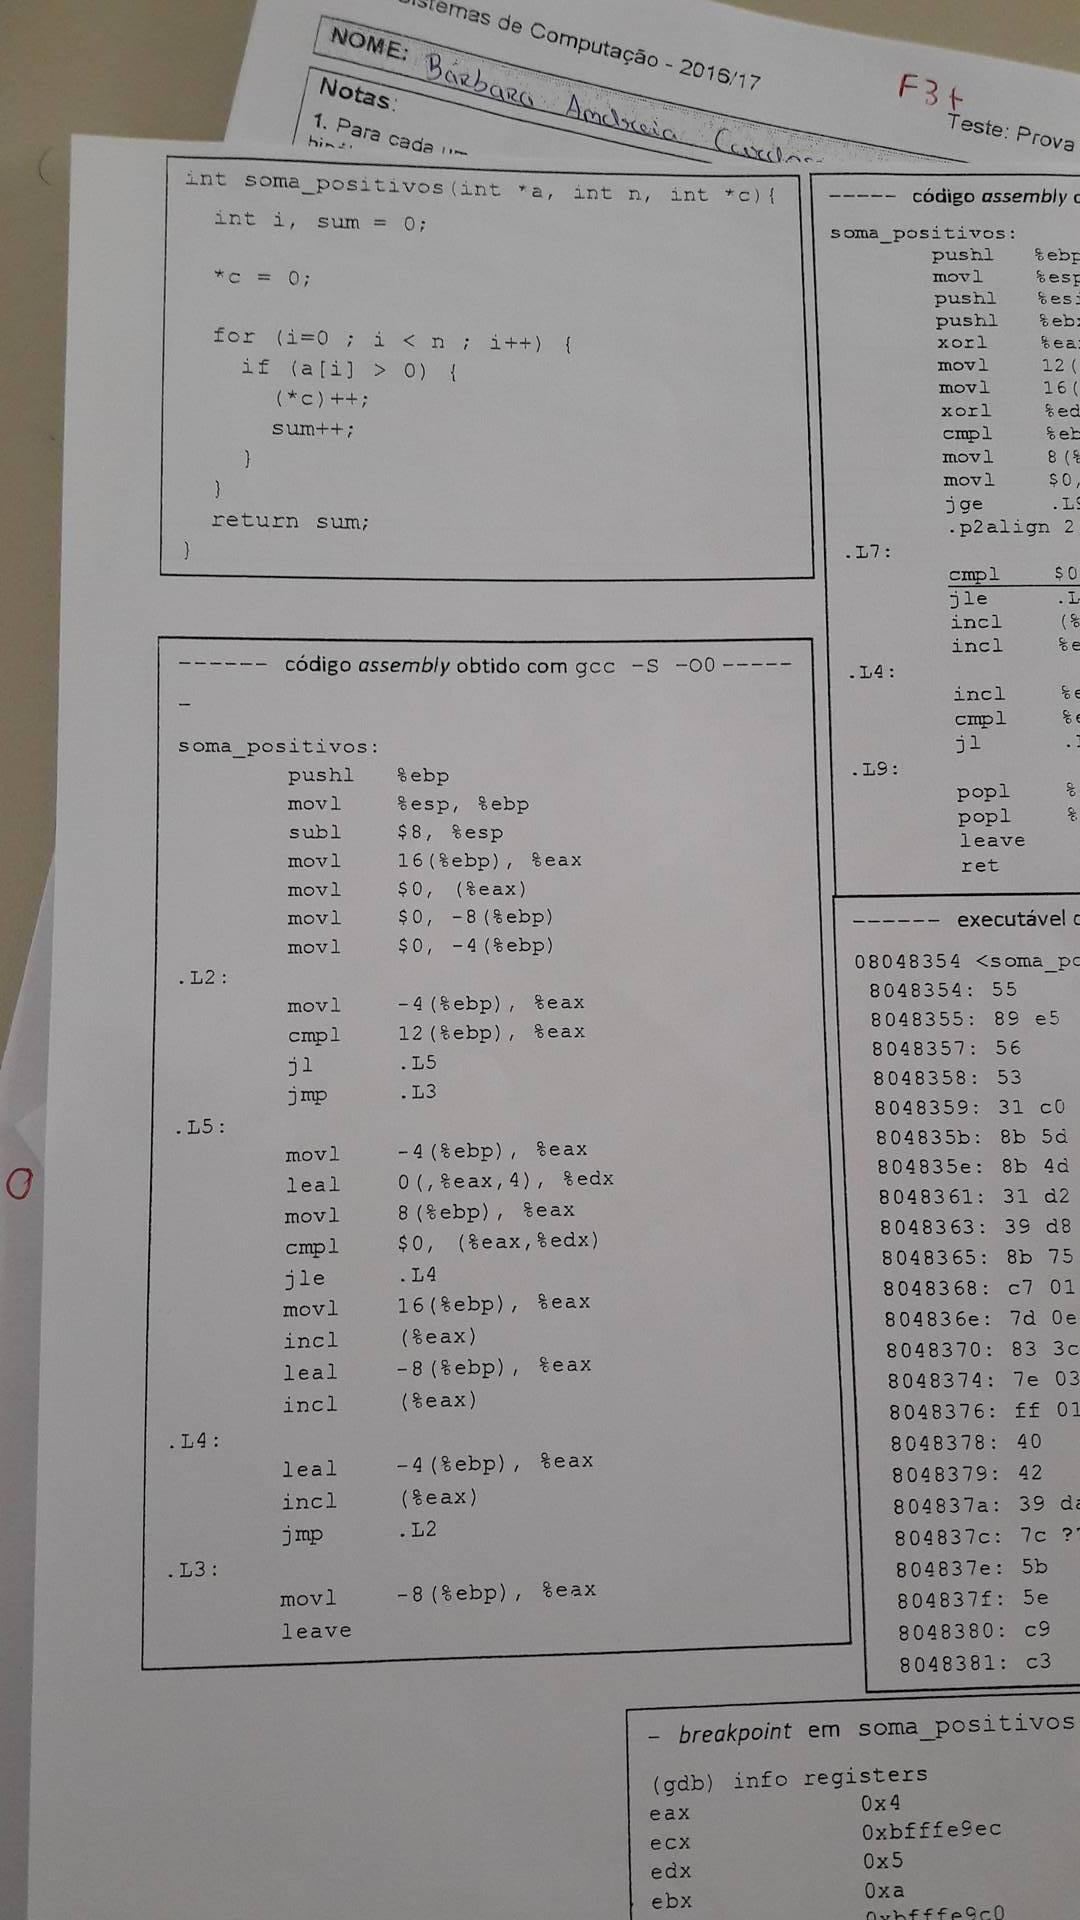 Sistemas de Computação - 2016/17
NOME: Bárbara Andreia
F3+
Teste: Prova
Notas:
1. Para cada
int soma_positivos(int *a, int n, int *c){
int i, sum = 0;
*c = 0;
for (i=0 ; i < n ; i++) {
if (a[i] > 0) {
(*c)++;
sum++;
}
}
return sum;
}
------ código assembly obtido com gcc -S -O0 -----
-
soma_positivos:
pushl %ebp
movl %esp, %ebp
subl $8, %esp
movl 16(%ebp), %eax
movl $0, (%eax)
movl $0, -8(%ebp)
movl $0, -4(%ebp)
.L2:
movl -4(%ebp), %eax
cmpl 12(%ebp), %eax
jl .L5
jmp .L3
.L5:
movl -4(%ebp), %eax
leal 0(,%eax,4), %edx
movl 8(%ebp), %eax
cmpl $0, (%eax,%edx)
jle .L4
movl 16(%ebp), %eax
incl (%eax)
leal -8(%ebp), %eax
incl (%eax)
.L4:
leal -4(%ebp), %eax
incl (%eax)
jmp .L2
.L3:
movl -8(%ebp), %eax
leave
----- código assembly
soma_positivos:
pushl %ebp
movl %esp
pushl %esi
pushl %eb
xorl %ea
movl 12(
movl 16(
xorl %ed
cmpl %eb
movl 8(%
movl $0,
jge .L9
.p2align 2
.L7:
cmpl $0
jle .L
incl (%
incl %e
.L4:
incl %e
cmpl %e
jl .
.L9:
popl %
popl %
leave
ret
------ executável
08048354 <soma_po
8048354: 55
8048355: 89 e5
8048357: 56
8048358: 53
8048359: 31 c0
804835b: 8b 5d
804835e: 8b 4d
8048361: 31 d2
8048363: 39 d8
8048365: 8b 75
8048368: c7 01
804836e: 7d 0e
8048370: 83 3c
8048374: 7e 03
8048376: ff 01
8048378: 40
8048379: 42
804837a: 39 da
804837c: 7c ??
804837e: 5b
804837f: 5e
8048380: c9
8048381: c3
- breakpoint em soma_positivos
(gdb) info registers
eax 0x4
ecx 0xbfffe9ec
edx 0x5
ebx 0xa
0xbfffe9c0
0